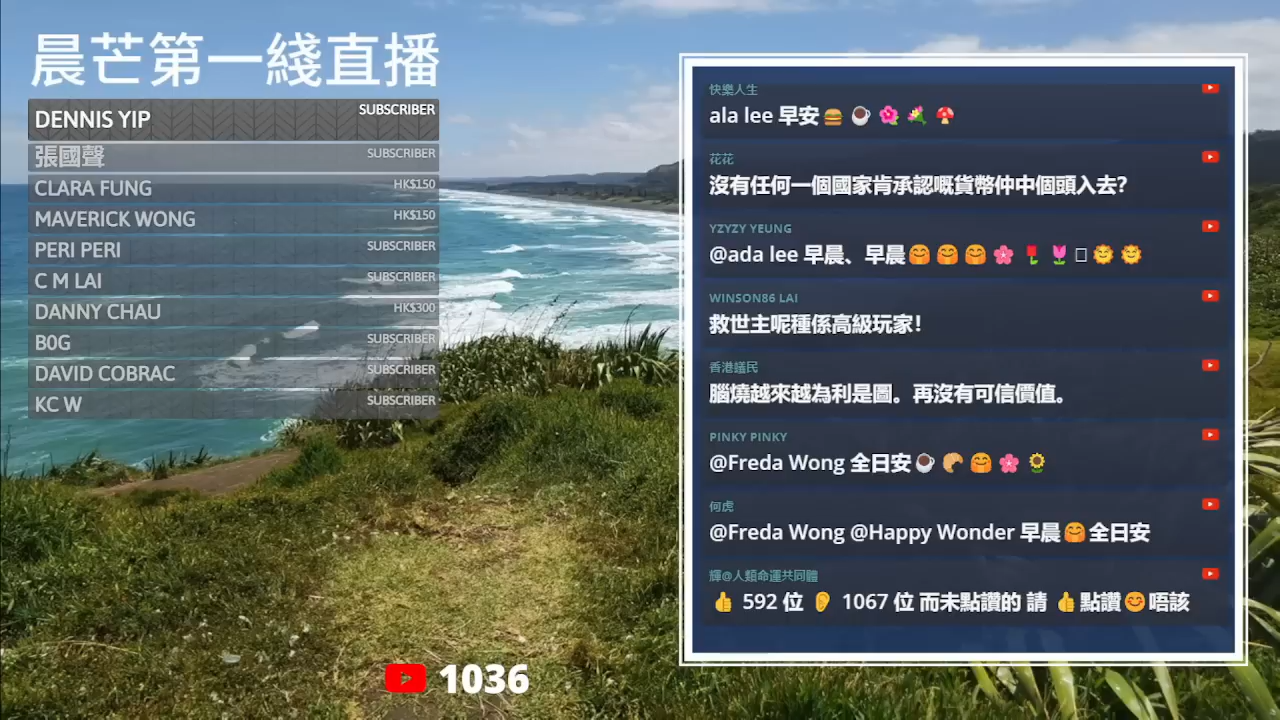 晨芒第一綫直播
DENNIS YIP SUBSCRIBER
張國聲 SUBSCRIBER
CLARA FUNG HK$150
MAVERICK WONG HK$150
PERI PERI SUBSCRIBER
C M LAI SUBSCRIBER
DANNY CHAU HK$300
B0G SUBSCRIBER
DAVID COBRAC SUBSCRIBER
KC W SUBSCRIBER
快樂人生
ala lee 早安🍔☕🌺💐🍄
花花
沒有任何一個國家肯承認嘅貨幣仲中個頭入去?
YZYZY YEUNG
@ada lee 早晨、早晨🤗🤗🤗🌸🌹🌷🌞🌞
WINSON86 LAI
救世主呢種係高級玩家!
香港議民
腦燒越來越為利是圖。再沒有可信價值。
PINKY PINKY
@Freda Wong 全日安☕🥐🤗🌸🌻
何虎
@Freda Wong @Happy Wonder 早晨🤗全日安
輝@人類命運共同體
👍 592 位 👂 1067 位 而未點讚的 請 👍點讚😊唔該
1036